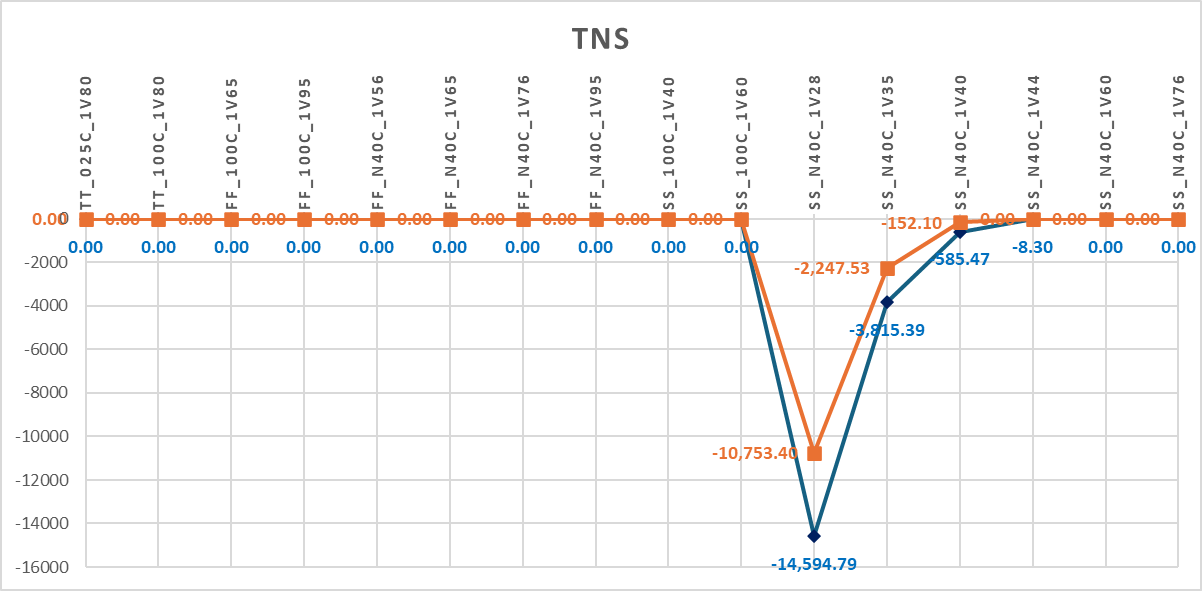 TNS
TT_025C_1V80
TT_100C_1V80
FF_100C_1V65
FF_100C_1V95
FF_N40C_1V56
FF_N40C_1V65
FF_N40C_1V76
FF_N40C_1V95
SS_100C_1V40
SS_100C_1V60
SS_N40C_1V28
SS_N40C_1V35
SS_N40C_1V40
SS_N40C_1V44
SS_N40C_1V60
SS_N40C_1V76
0.00 0 0.00 0.00 0.00 0.00 0.00 0.00 0.00 0.00 0.00 -152.10 0.00 0.00 0.00
0.00 0.00 0.00 0.00 0.00 0.00 0.00 0.00 0.00 0.00 -8.30 0.00 0.00
-585.47
-2000 -2,247.53
-4000
-3,815.39
-6000
-8000
-10000
-10,753.40
-12000
-14000
-14,594.79
-16000